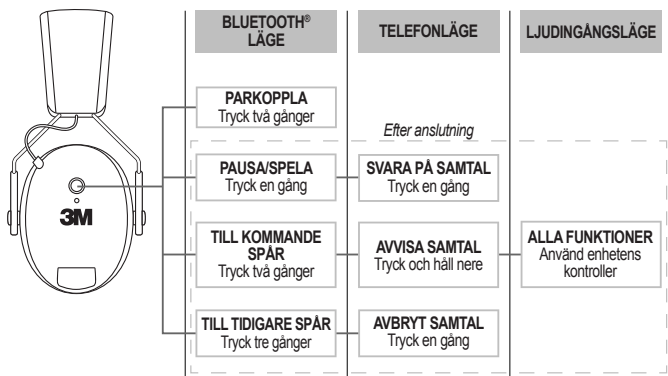 BLUETOOTH®
LÄGE
TELEFONLÄGE
LJUDINGÅNGSLÄGE
PARKOPPLA
Tryck två gånger
Efter anslutning
PAUSA/SPELA
Tryck en gång
SVARA PÅ SAMTAL
Tryck en gång
3M
TILL KOMMANDE
SPÅR
Tryck två gånger
AVVISA SAMTAL
Tryck och håll nere
ALLA FUNKTIONER
Använd enhetens
kontroller
TILL TIDIGARE SPÅR
Tryck tre gånger
AVBRYT SAMTAL
Tryck en gång